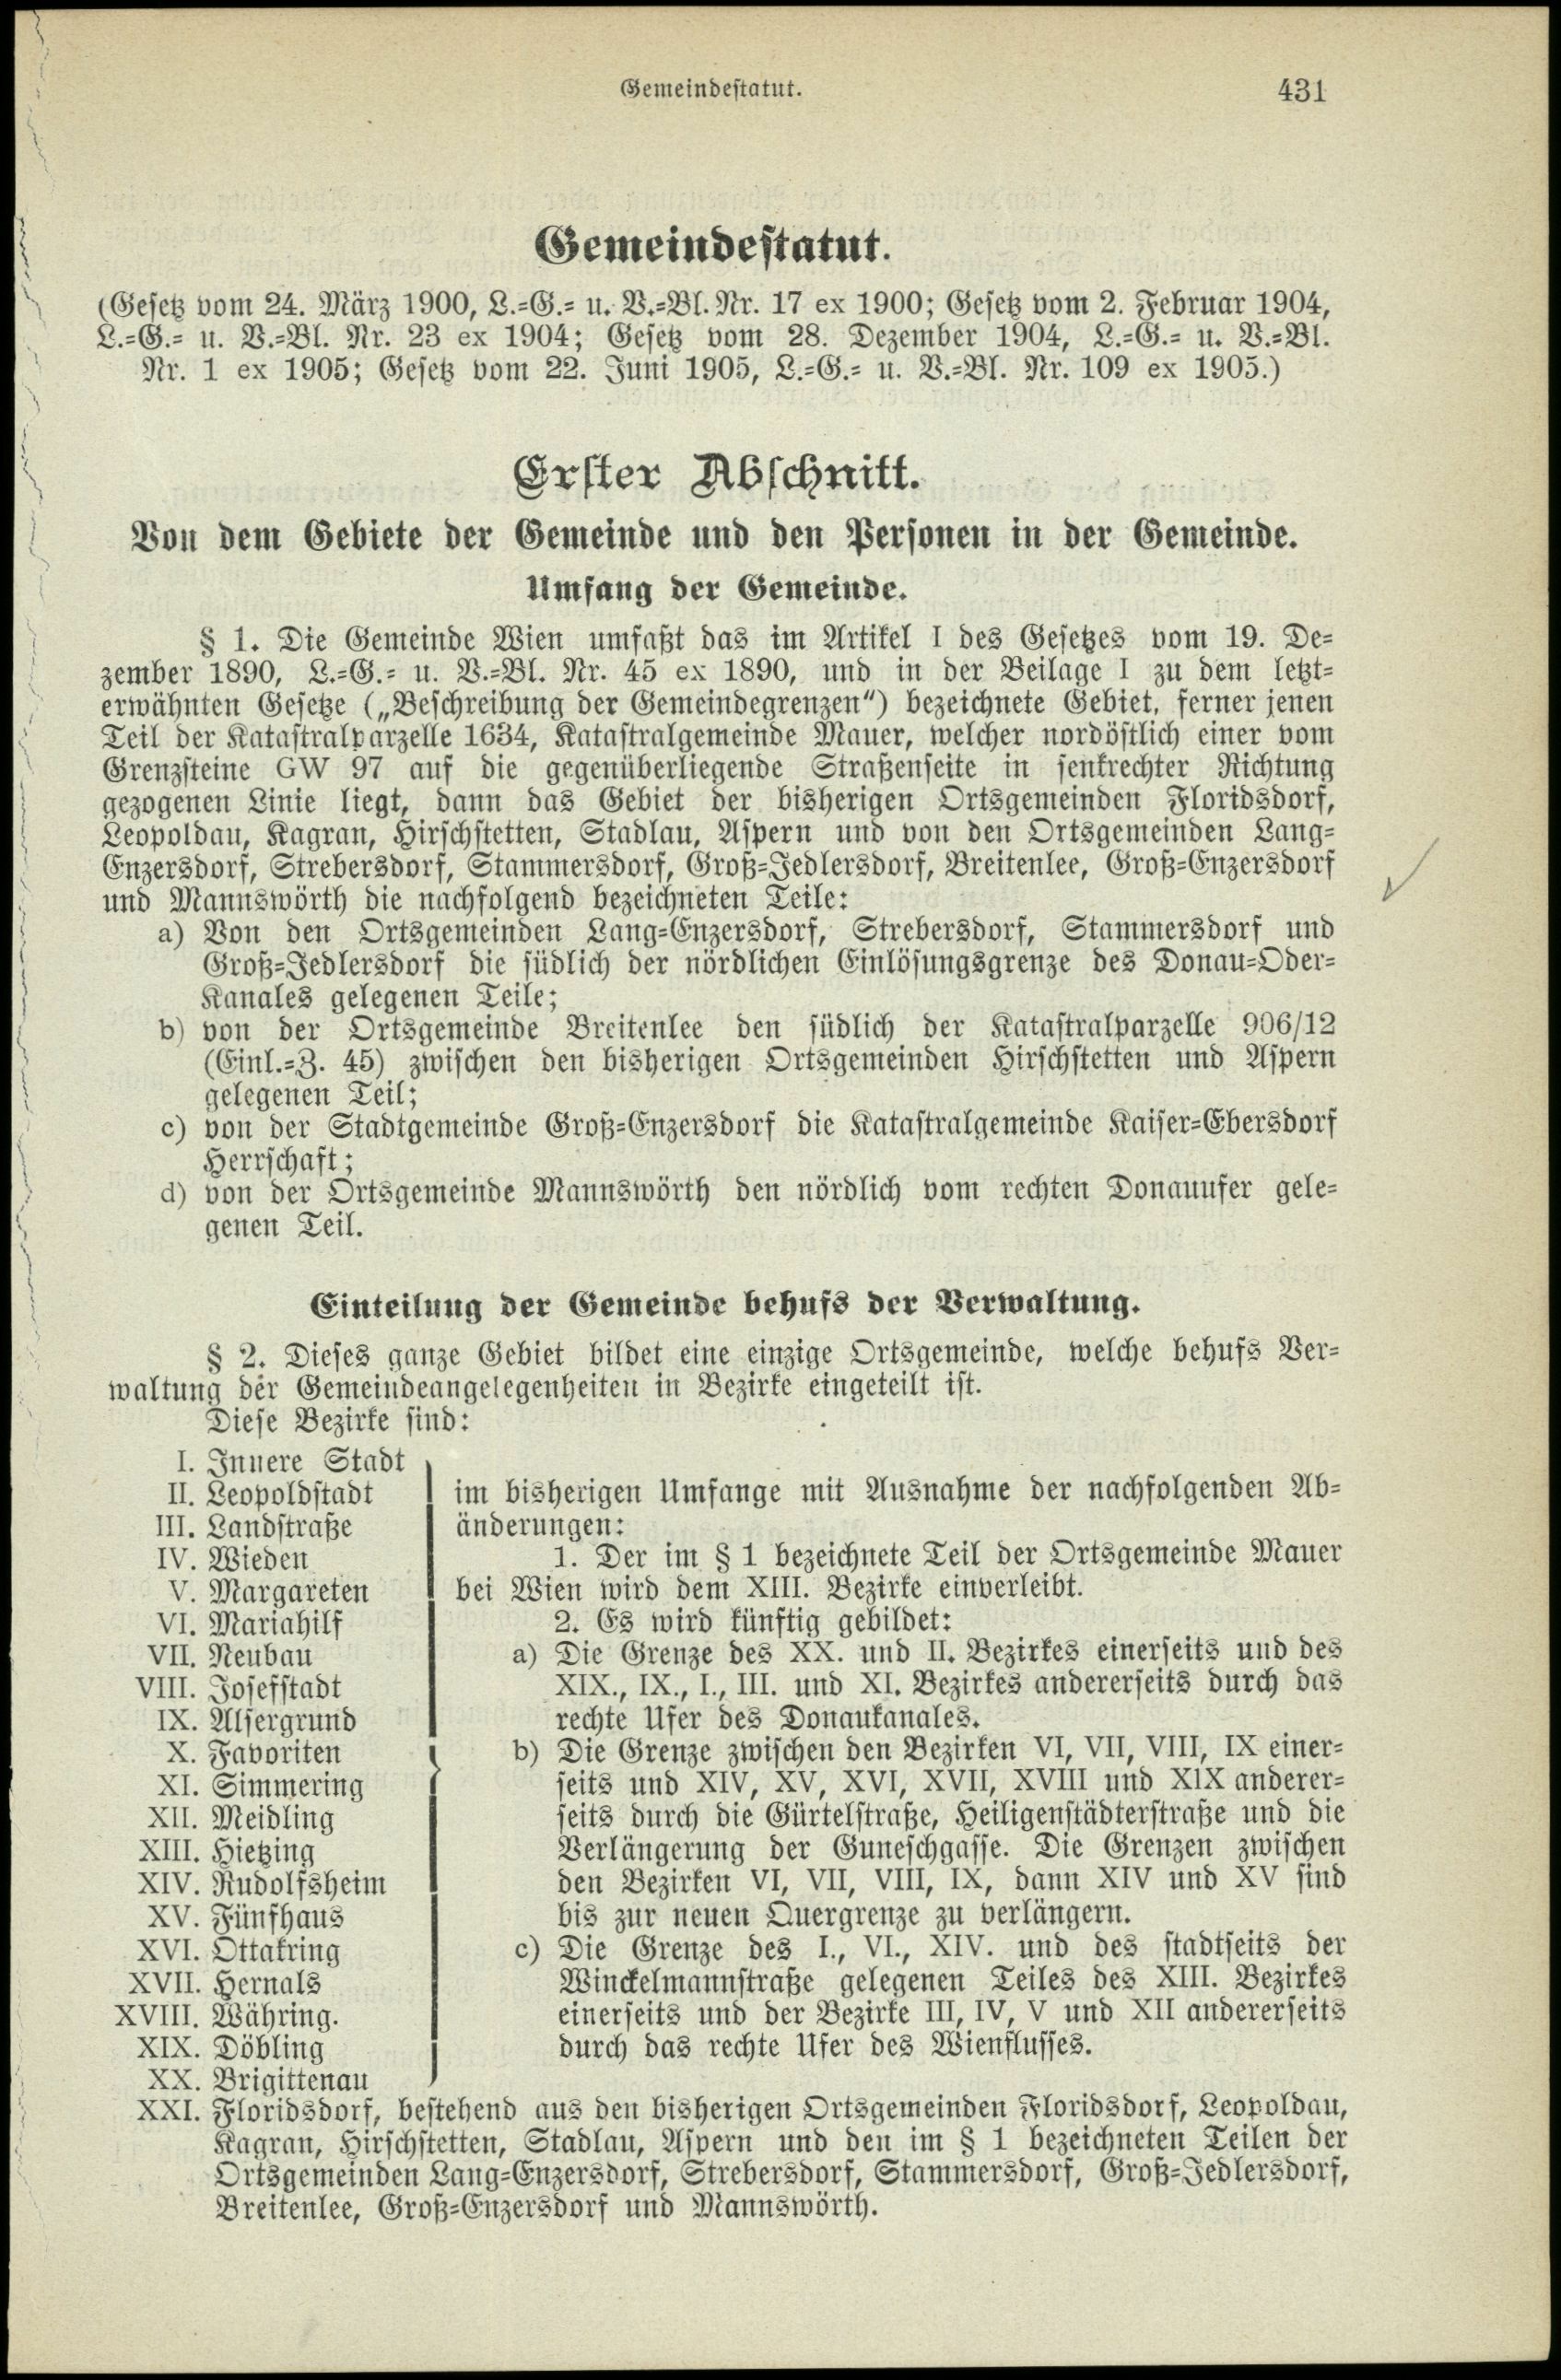 Gemeindestatut.
431
Gemeindestatut.
(Gesetz vom 24. März 1900, L.-G.- u. V.-Bl. Nr. 17 ex 1900; Gesetz vom 2. Februar 1904,
L.-G.- u. V.-Bl. Nr. 23 ex 1904; Gesetz vom 28. Dezember 1904, L.-G.- u. V.-Bl.
Nr. 1 ex 1905; Gesetz vom 22. Juni 1905, L.-G.- u. V.-Bl. Nr. 109 ex 1905.)
Erster Abschnitt.
Von dem Gebiete der Gemeinde und den Personen in der Gemeinde.
Umfang der Gemeinde.
§ 1. Die Gemeinde Wien umfaßt das im Artikel I des Gesetzes vom 19. De-
zember 1890, L.-G.- u. V.-Bl. Nr. 45 ex 1890, und in der Beilage I zu dem letzt-
erwähnten Gesetze („Beschreibung der Gemeindegrenzen“) bezeichnete Gebiet, ferner jenen
Teil der Katastralparzelle 1634, Katastralgemeinde Mauer, welcher nordöstlich einer vom
Grenzsteine GW 97 auf die gegenüberliegende Straßenseite in senkrechter Richtung
gezogenen Linie liegt, dann das Gebiet der bisherigen Ortsgemeinden Floridsdorf,
Leopoldau, Kagran, Hirschstetten, Stadlau, Aspern und von den Ortsgemeinden Lang-
Enzersdorf, Strebersdorf, Stammersdorf, Groß-Jedlersdorf, Breitenlee, Groß-Enzersdorf
und Mannswörth die nachfolgend bezeichneten Teile:
a) Von den Ortsgemeinden Lang-Enzersdorf, Strebersdorf, Stammersdorf und
Groß-Jedlersdorf die südlich der nördlichen Einlösungsgrenze des Donau-Oder-
Kanales gelegenen Teile;
b) von der Ortsgemeinde Breitenlee den südlich der Katastralparzelle 906/12
(Einl.-Z. 45) zwischen den bisherigen Ortsgemeinden Hirschstetten und Aspern
gelegenen Teil;
c) von der Stadtgemeinde Groß-Enzersdorf die Katastralgemeinde Kaiser-Ebersdorf
Herrschaft;
d) von der Ortsgemeinde Mannswörth den nördlich vom rechten Donauufer gele-
genen Teil.
Einteilung der Gemeinde behufs der Verwaltung.
§ 2. Dieses ganze Gebiet bildet eine einzige Ortsgemeinde, welche behufs Ver-
waltung der Gemeindeangelegenheiten in Bezirke eingeteilt ist.
Diese Bezirke sind:
I. Innere Stadt
II. Leopoldstadt
III. Landstraße
IV. Wieden
V. Margareten
VI. Mariahilf
VII. Neubau
VIII. Josefstadt
IX. Alsergrund
X. Favoriten
XI. Simmering
XII. Meidling
XIII. Hietzing
XIV. Rudolfsheim
XV. Fünfhaus
XVI. Ottakring
XVII. Hernals
XVIII. Währing.
XIX. Döbling
XX. Brigittenau
im bisherigen Umfange mit Ausnahme der nachfolgenden Ab-
änderungen:
1. Der im § 1 bezeichnete Teil der Ortsgemeinde Mauer
bei Wien wird dem XIII. Bezirke einverleibt.
2. Es wird künftig gebildet:
a) Die Grenze des XX. und II. Bezirkes einerseits und des
XIX., IX., I., III. und XI. Bezirkes andererseits durch das
rechte Ufer des Donaukanales.
b) Die Grenze zwischen den Bezirken VI, VII, VIII, IX einer-
seits und XIV, XV, XVI, XVII, XVIII und XIX anderer-
seits durch die Gürtelstraße, Heiligenstädterstraße und die
Verlängerung der Guneschgasse. Die Grenzen zwischen
den Bezirken VI, VII, VIII, IX, dann XIV und XV sind
bis zur neuen Quergrenze zu verlängern.
c) Die Grenze des I., VI., XIV. und des stadtseits der
Winckelmannstraße gelegenen Teiles des XIII. Bezirkes
einerseits und der Bezirke III, IV, V und XII andererseits
durch das rechte Ufer des Wienflusses.
XXI. Floridsdorf, bestehend aus den bisherigen Ortsgemeinden Floridsdorf, Leopoldau,
Kagran, Hirschstetten, Stadlau, Aspern und den im § 1 bezeichneten Teilen der
Ortsgemeinden Lang-Enzersdorf, Strebersdorf, Stammersdorf, Groß-Jedlersdorf,
Breitenlee, Groß-Enzersdorf und Mannswörth.